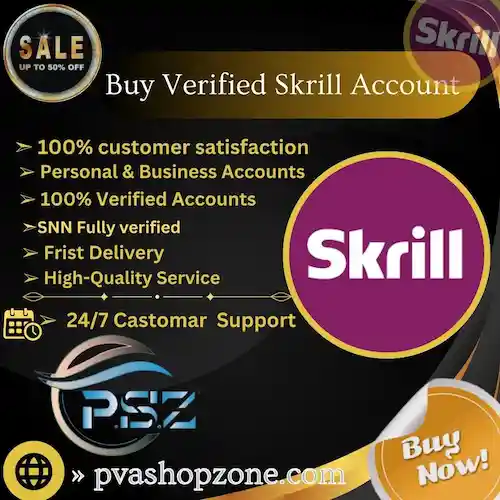 SALE
UP TO 50% OFF
Skrill
Buy Verified Skrill Account
➣ 100% customer satisfaction
➣ Personal & Business Accounts
➣ 100% Verified Accounts
➣SNN Fully verified
➣ Frist Delivery
➣ High-Quality Service
➣ 24/7 Castomar Support
Skrill
P.S.Z
» pvashopzone.com
Buy
Now!